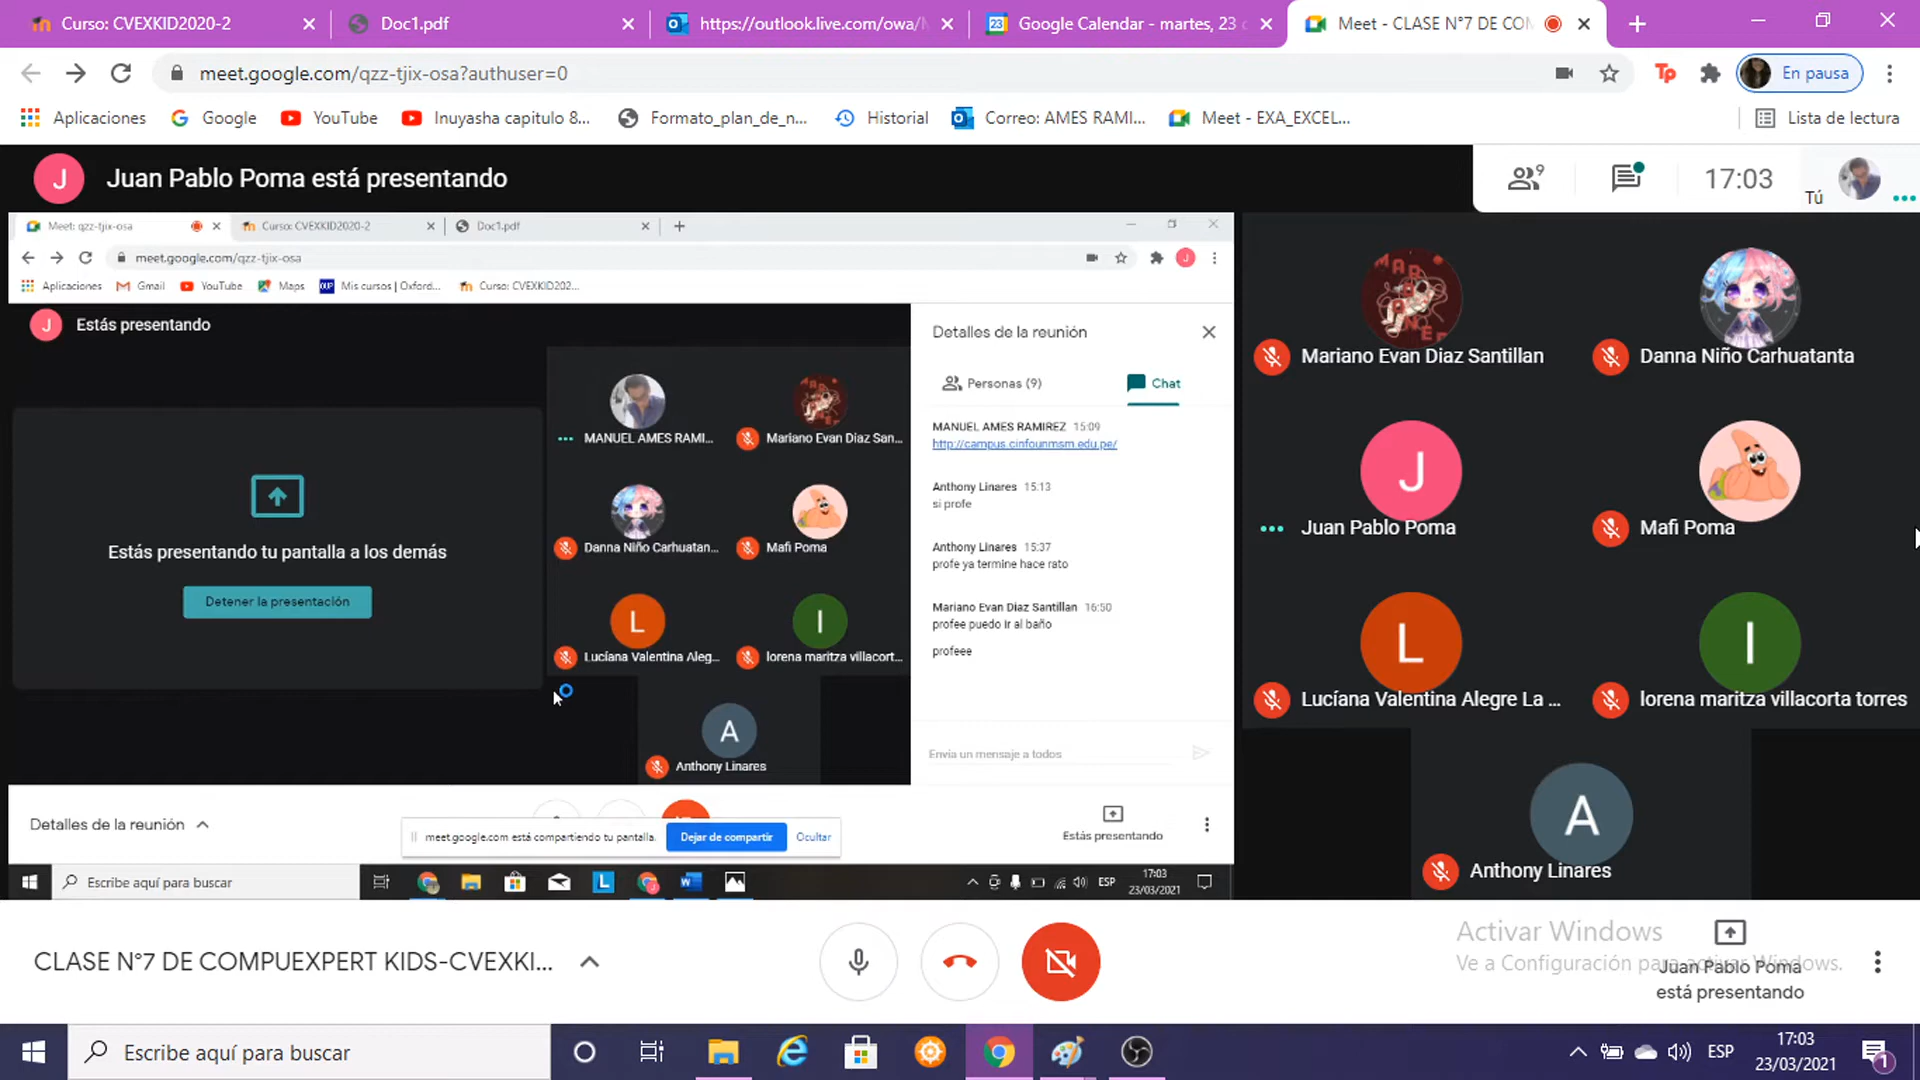 Curso: CVEXKID2020-2
Doc1.pdf
https://outlook.live.com/owa/
Google Calendar - martes, 23
Meet - CLASE N°7 DE CON
meet.google.com/qzz-tjix-osa?authuser=0
Tp
En pausa
Aplicaciones
Google
YouTube
Inuyasha capitulo 8...
Formato_plan_de_n...
Historial
Correo: AMES RAMI...
Meet - EXA_EXCEL...
Lista de lectura
J
Juan Pablo Poma está presentando
9
17:03
Tú
Meet: qzz-tjix-osa
Curso: CVEXKID2020-2
Doc1.pdf
meet.google.com/qzz-tjix-osa
J
Aplicaciones
Gmail
YouTube
Maps
OUP
Mis cursos | Oxford...
Curso: CVEXKID202...
J
Estás presentando
Estás presentando tu pantalla a los demás
Detener la presentación
MANUEL AMES RAMI...
Mariano Evan Diaz San...
Danna Niño Carhuatan...
Mafi Poma
L
Lucíana Valentina Aleg...
I
lorena maritza villacort...
A
Anthony Linares
Detalles de la reunión
Personas (9)
Chat
MANUEL AMES RAMIREZ 15:09
http://campus.cinfounmsm.edu.pe/
Anthony Linares 15:13
si profe
Anthony Linares 15:37
profe ya termine hace rato
Mariano Evan Diaz Santillan 16:50
profee puedo ir al baño
profeee
Envía un mensaje a todos
Detalles de la reunión
meet.google.com está compartiendo tu pantalla.
Dejar de compartir
Ocultar
Estás presentando
Escribe aquí para buscar
L
ESP
17:03
23/03/2021
Mariano Evan Diaz Santillan
Danna Niño Carhuatanta
J
Juan Pablo Poma
Mafi Poma
L
Lucíana Valentina Alegre La ...
I
lorena maritza villacorta torres
A
Anthony Linares
CLASE N°7 DE COMPUEXPERT KIDS-CVEXKI...
Activar Windows
Ve a Configuración para activar Windows.
Juan Pablo Poma
está presentando
Escribe aquí para buscar
ESP
17:03
23/03/2021
1